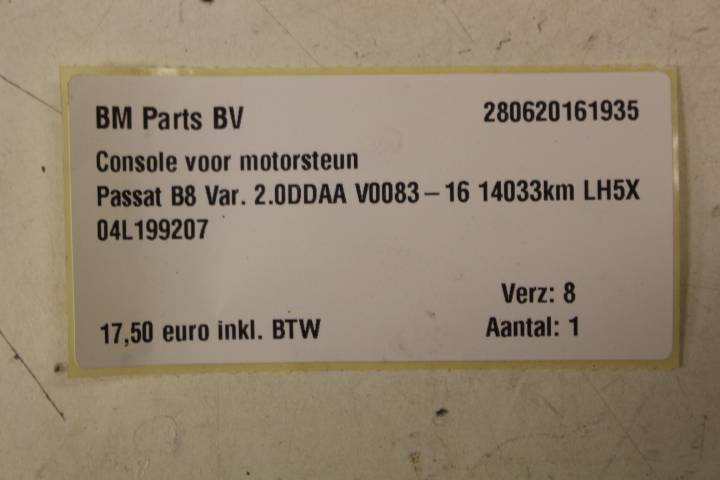 BM Parts BV 280620161935
Console voor motorsteun
Passat B8 Var. 2.0DDAA V0083-16 14033km LH5X
04L199207
Verz: 8
17,50 euro inkl. BTW Aantal: 1